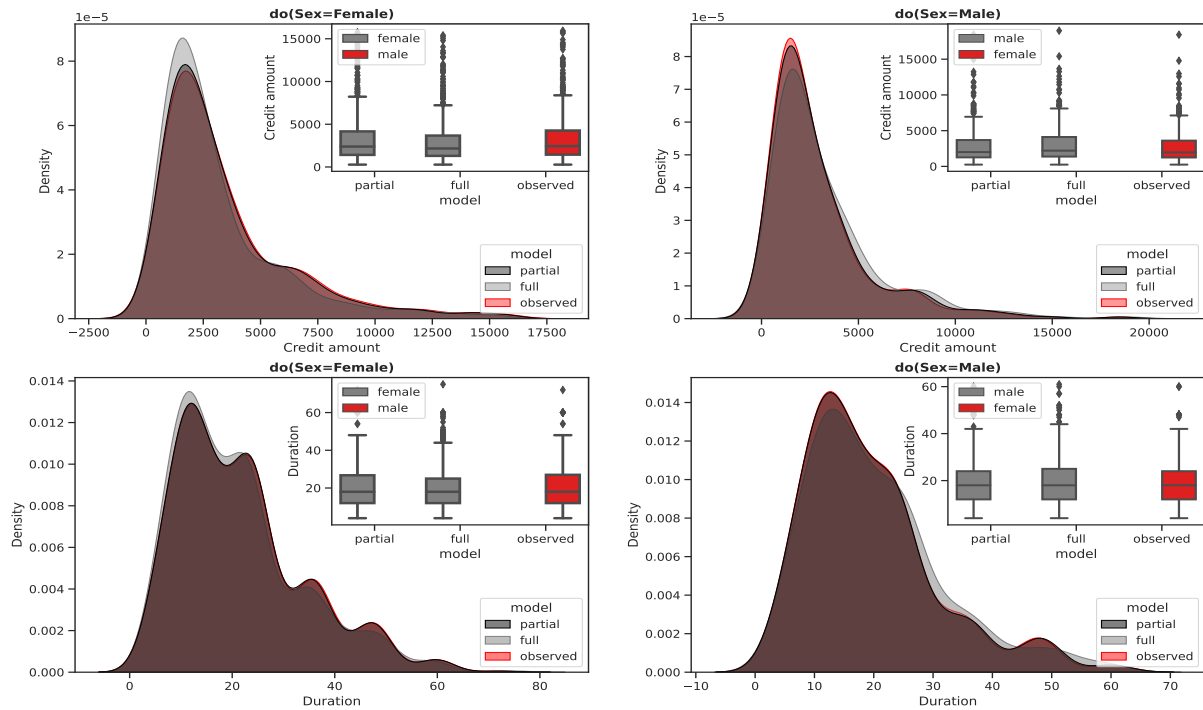 do(Sex=Female)
1e−5
8
6
4
2
0
Density
−2500 0 2500 5000 7500 10000 12500 15000 17500
Credit amount
15000
10000
5000
0
Credit amount
female
male
partial full observed
model
model
partial
full
observed
do(Sex=Male)
1e−5
9
8
7
6
5
4
3
2
1
0
Density
0 5000 10000 15000 20000
Credit amount
15000
10000
5000
0
Credit amount
male
female
partial full observed
model
model
partial
full
observed
do(Sex=Female)
0.014
0.012
0.010
0.008
0.006
0.004
0.002
0.000
Density
0 20 40 60 80
Duration
60
40
20
Duration
female
male
partial full observed
model
model
partial
full
observed
do(Sex=Male)
0.014
0.012
0.010
0.008
0.006
0.004
0.002
0.000
Density
−10 0 10 20 30 40 50 60 70
Duration
60
40
20
Duration
male
female
partial full observed
model
model
partial
full
observed